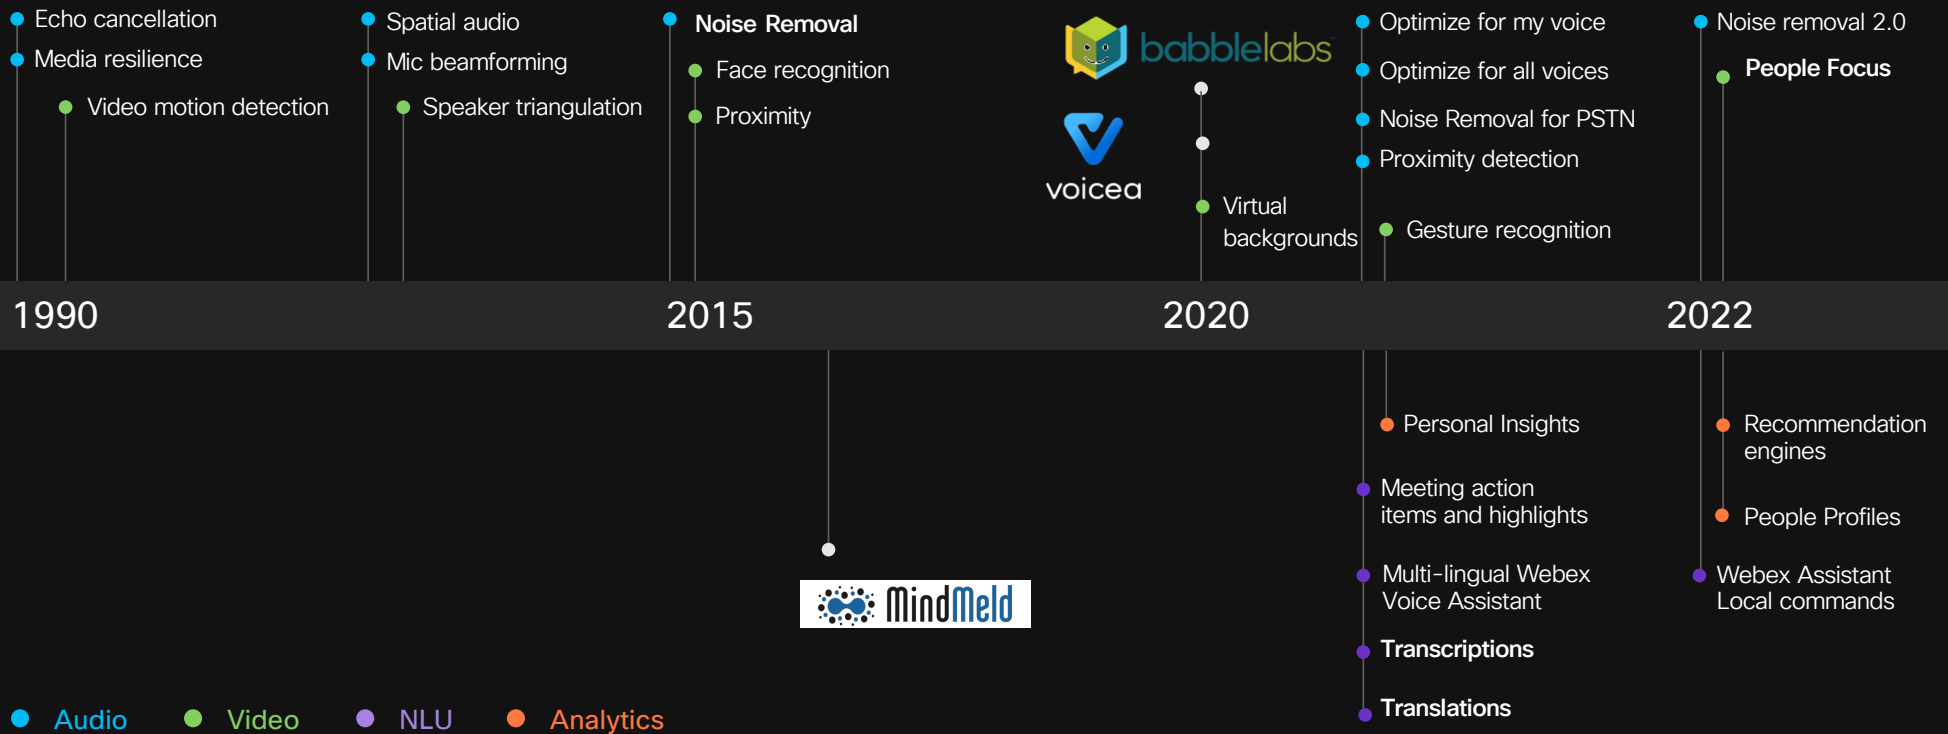 Echo cancellation
Media resilience
Video motion detection
Spatial audio
Mic beamforming
Speaker triangulation
Noise Removal
Face recognition
Proximity
babblelabs
voicea
Virtual
backgrounds
Optimize for my voice
Optimize for all voices
Noise Removal for PSTN
Proximity detection
Gesture recognition
Noise removal 2.0
People Focus
1990
2015
2020
2022
MindMeld
Personal Insights
Meeting action
items and highlights
Multi-lingual Webex
Voice Assistant
Transcriptions
Translations
Recommendation
engines
People Profiles
Webex Assistant
Local commands
Audio
Video
NLU
Analytics